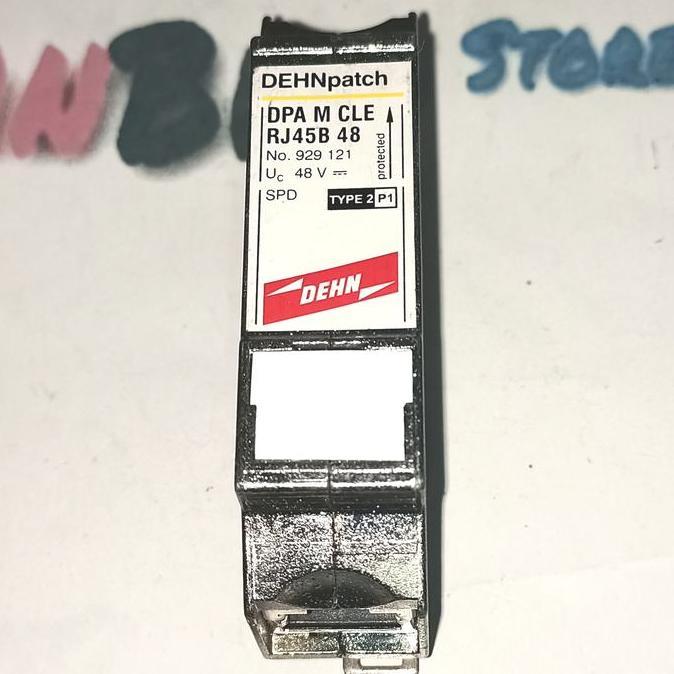 STORE
DEHNpatch
DPA M CLE
RJ45B 48
No. 929 121
Uc 48 V ⎓
protected
SPD
TYPE 2 P1
DEHN